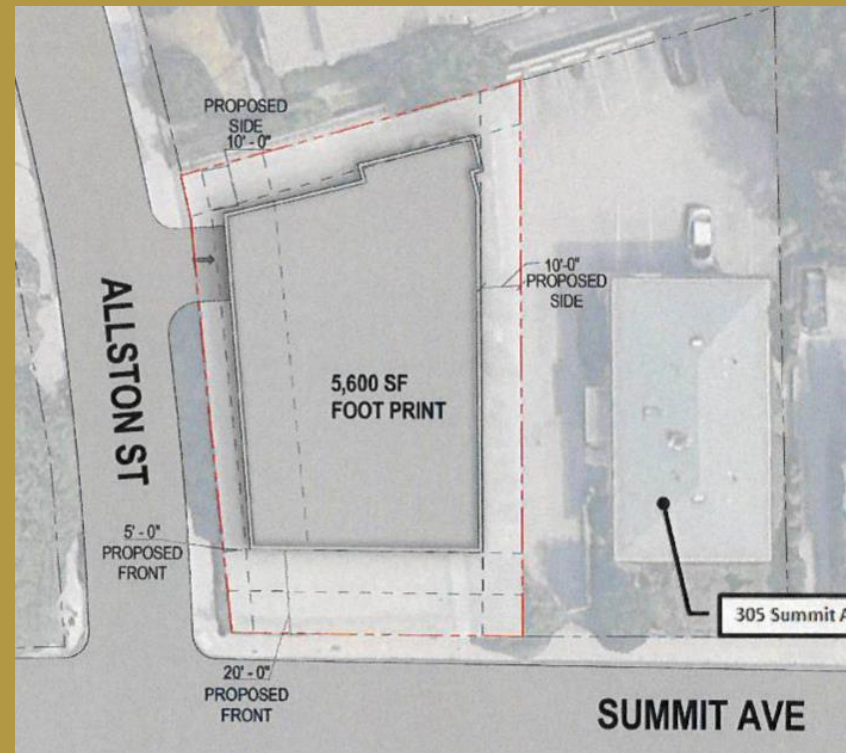 PROPOSED
SIDE
10' - 0"
10'-0"
PROPOSED
SIDE
ALLSTON ST
5,600 SF
FOOT PRINT
5' - 0"
PROPOSED
FRONT
305 Summit A
20' - 0"
PROPOSED
FRONT
SUMMIT AVE